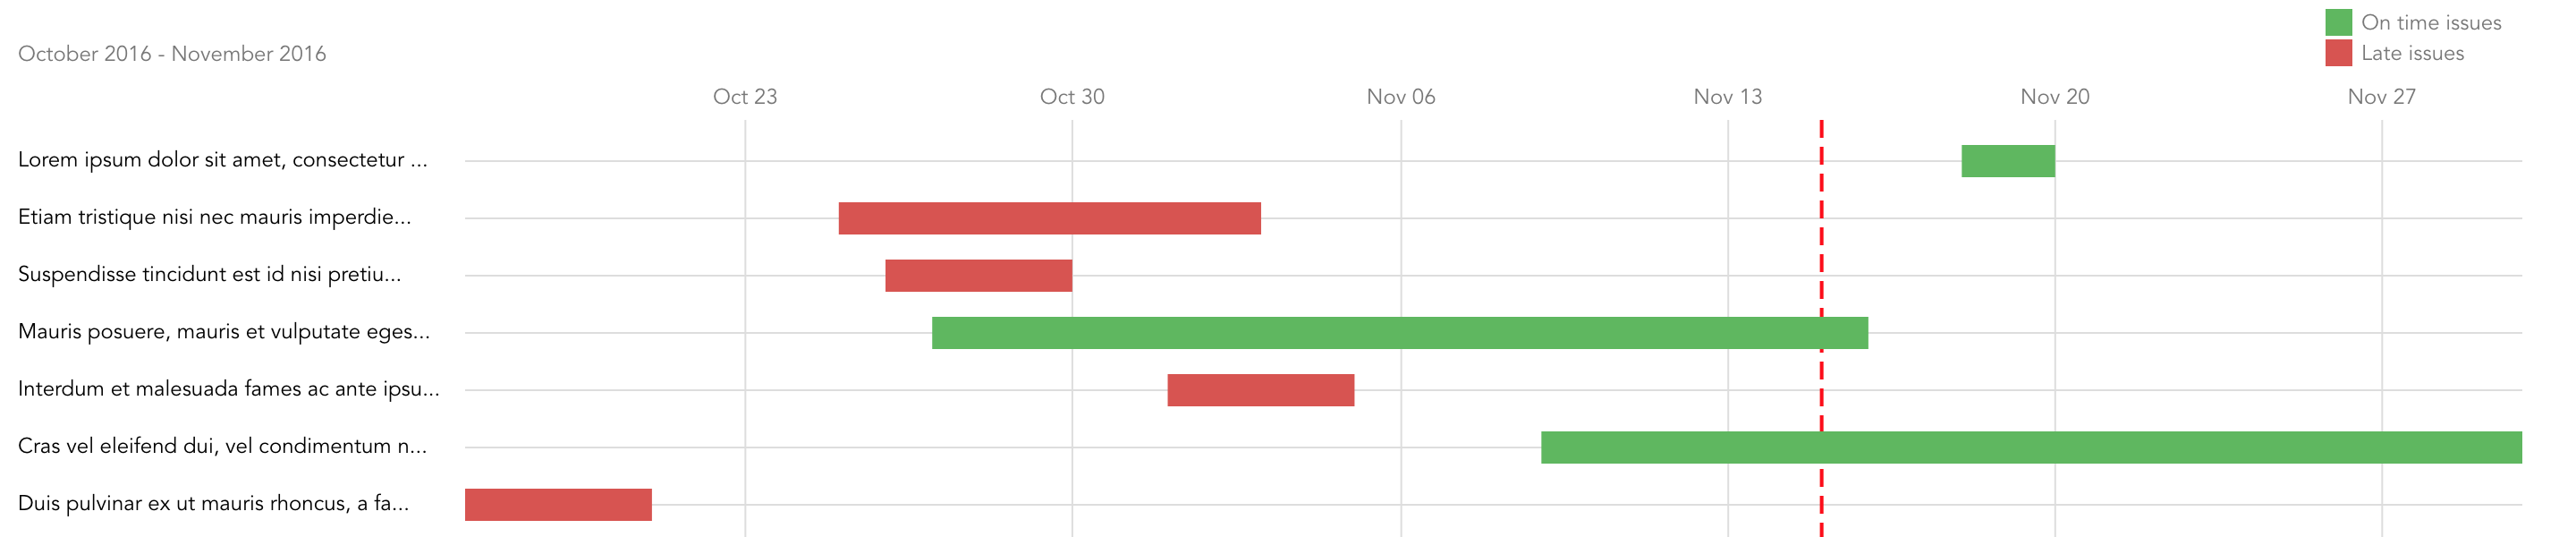 On time issues
October 2016 - November 2016
Late issues
Oct 23 Oct 30 Nov 06 Nov 13 Nov 20 Nov 27
Lorem ipsum dolor sit amet, consectetur ...
Etiam tristique nisi nec mauris imperdie...
Suspendisse tincidunt est id nisi pretiu...
Mauris posuere, mauris et vulputate eges...
Interdum et malesuada fames ac ante ipsu...
Cras vel eleifend dui, vel condimentum n...
Duis pulvinar ex ut mauris rhoncus, a fa...